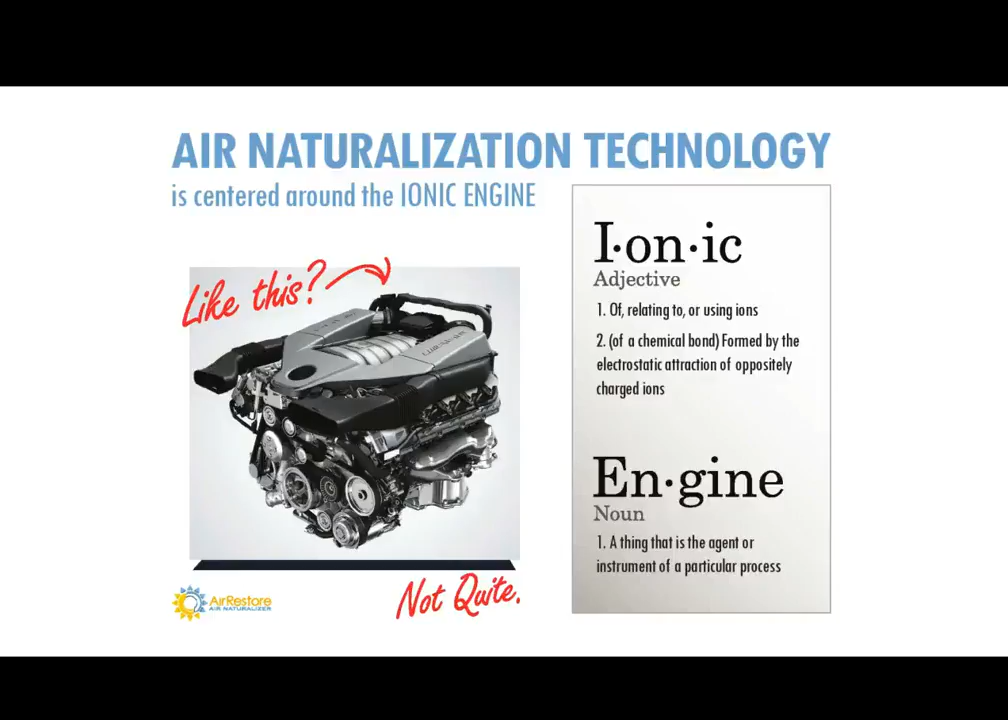 AIR NATURALIZATION TECHNOLOGY
is centered around the IONIC ENGINE
Like this?
Not Quite.
AirRestore
AIR NATURALIZER
I·on·ic
Adjective
1. Of, relating to, or using ions
2. (of a chemical bond) Formed by the
electrostatic attraction of oppositely
charged ions
En·gine
Noun
1. A thing that is the agent or
instrument of a particular process